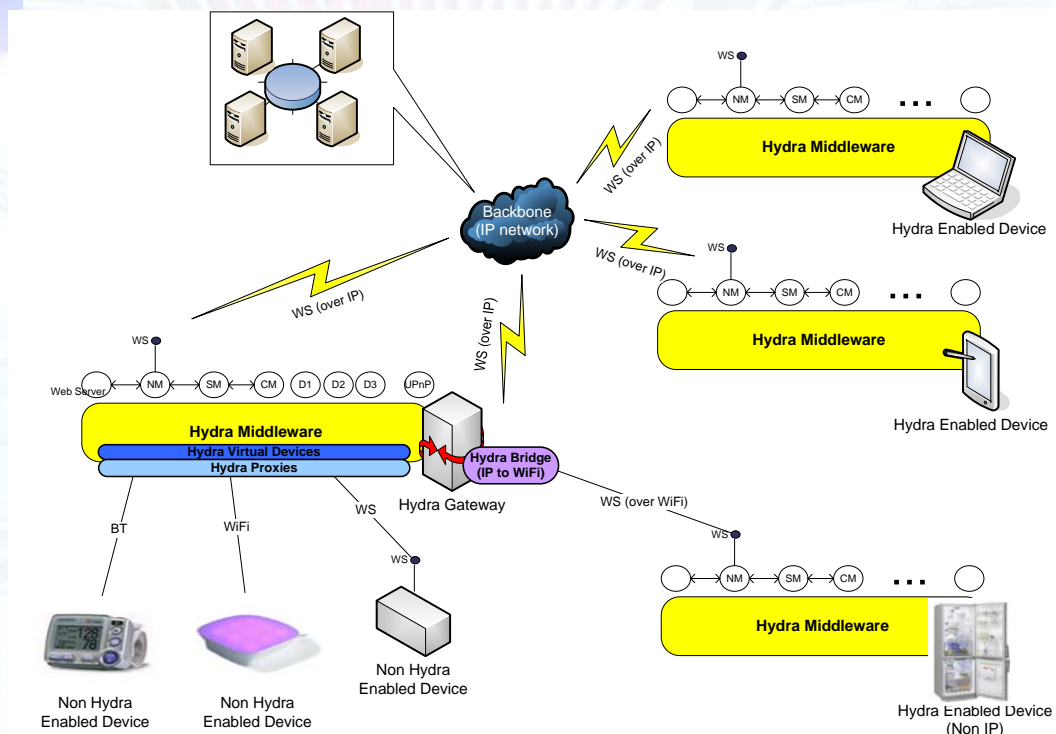 WS
NM
SM
CM
...
Hydra Middleware
Hydra Enabled Device
WS (over IP)
Backbone
(IP network)
WS (over IP)
WS
NM
SM
CM
...
Hydra Middleware
Hydra Enabled Device
WS (over IP)
WS (over IP)
WS
Web Server
NM
SM
CM
D1
D2
D3
UPnP
Hydra Middleware
Hydra Virtual Devices
Hydra Proxies
Hydra Bridge
(IP to WiFi)
Hydra Gateway
BT
WiFi
WS
WS
WS (over WiFi)
WS
NM
SM
CM
...
Hydra Middleware
Hydra Enabled Device
(Non IP)
128
78
Non Hydra
Enabled Device
Non Hydra
Enabled Device
Non Hydra
Enabled Device